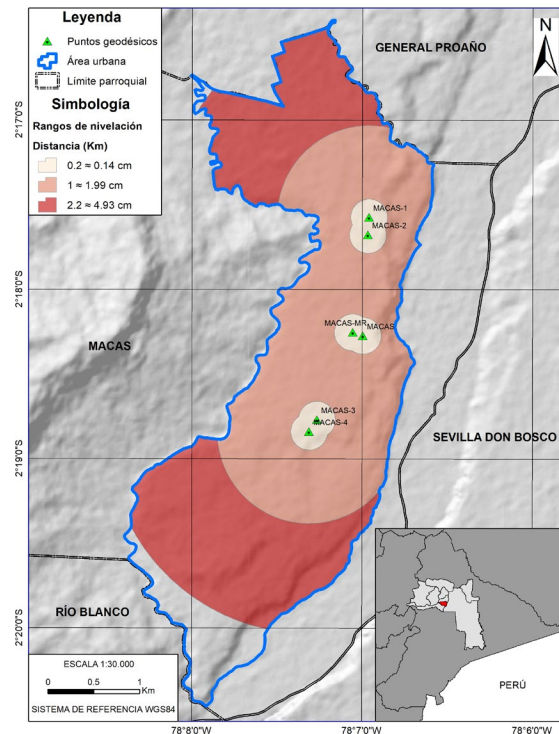 Leyenda
Puntos geodésicos
Área urbana
Límite parroquial
Simbología
Rangos de nivelación
Distancia (Km)
0.2 ≈ 0.14 cm
1 ≈ 1.99 cm
2.2 ≈ 4.93 cm
GENERAL PROAÑO
N
2°17'0"S
MACAS-1
MACAS-2
2°18'0"S
MACAS-MR
MACAS
MACAS
MACAS-3
MACAS-4
SEVILLA DON BOSCO
2°19'0"S
RÍO BLANCO
2°20'0"S
ESCALA 1:30.000
0 0.5 1
Km
SISTEMA DE REFERENCIA WGS84
PERÚ
78°8'0"W
78°7'0"W
78°6'0"W